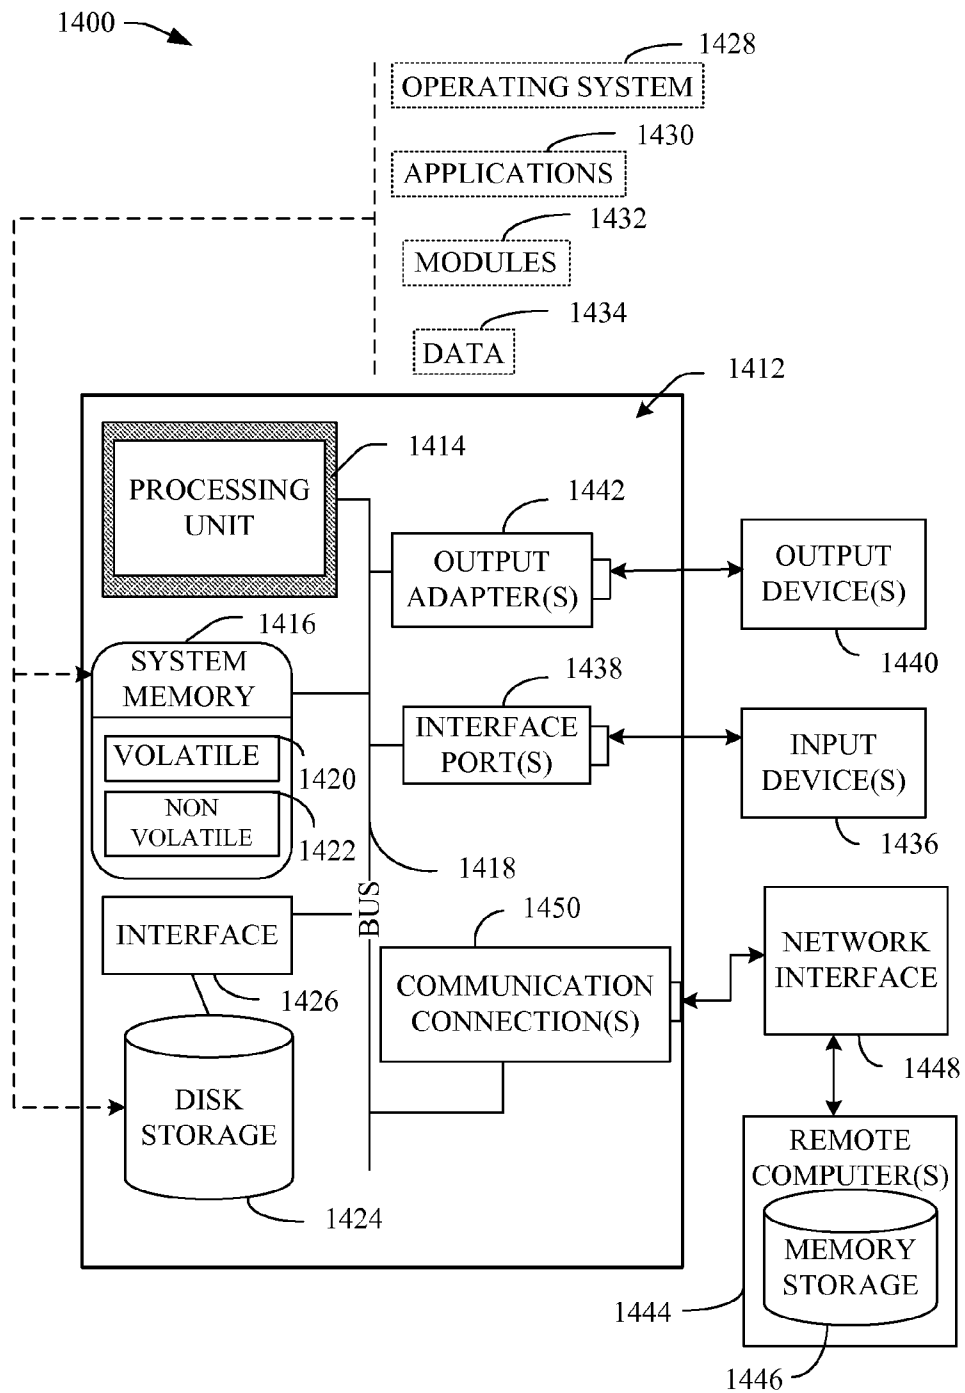 1400
1428
OPERATING SYSTEM
1430
APPLICATIONS
1432
MODULES
1434
DATA
1412
PROCESSING
UNIT
1414
1442
OUTPUT
ADAPTER(S)
OUTPUT
DEVICE(S)
1440
1416
SYSTEM
MEMORY
VOLATILE
1420
NON
VOLATILE
1422
1438
INTERFACE
PORT(S)
INPUT
DEVICE(S)
1436
1418
BUS
INTERFACE
1426
1450
COMMUNICATION
CONNECTION(S)
NETWORK
INTERFACE
1448
DISK
STORAGE
1424
REMOTE
COMPUTER(S)
MEMORY
STORAGE
1444
1446